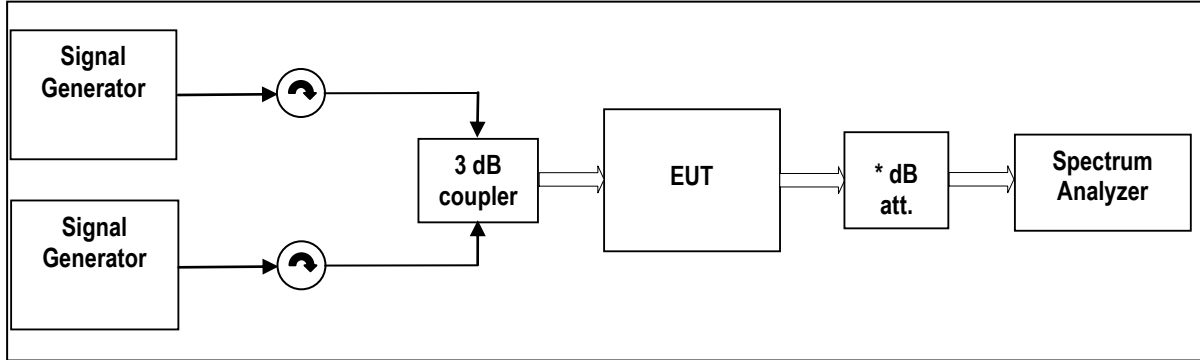 Signal
Generator
3 dB
coupler
EUT
* dB
att.
Spectrum
Analyzer
Signal
Generator